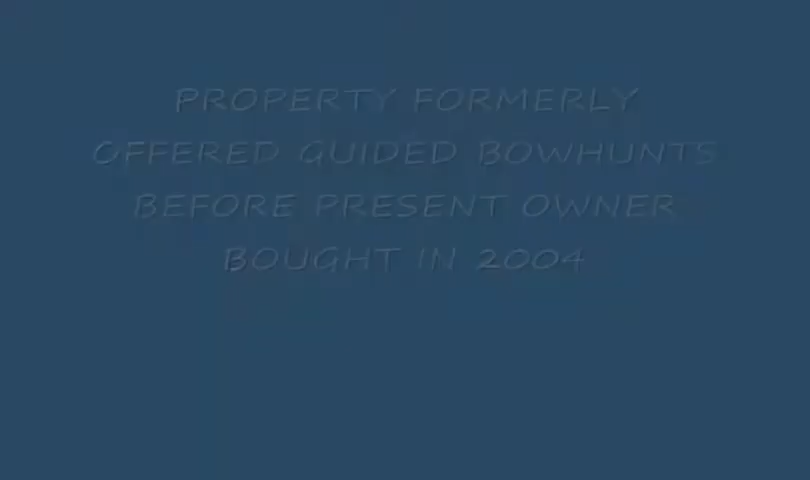 PROPERTY FORMERLY
OFFERED GUIDED BOWHUNTS
BEFORE PRESENT OWNER
BOUGHT IN 2004